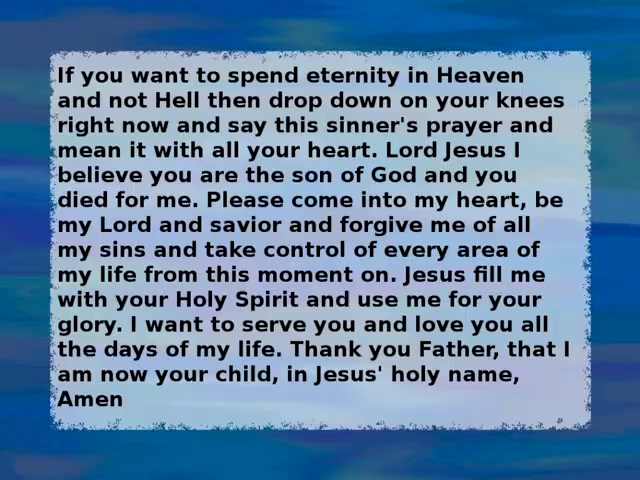 If you want to spend eternity in Heaven
and not Hell then drop down on your knees
right now and say this sinner's prayer and
mean it with all your heart. Lord Jesus I
believe you are the son of God and you
died for me. Please come into my heart, be
my Lord and savior and forgive me of all
my sins and take control of every area of
my life from this moment on. Jesus fill me
with your Holy Spirit and use me for your
glory. I want to serve you and love you all
the days of my life. Thank you Father, that I
am now your child, in Jesus' holy name,
Amen